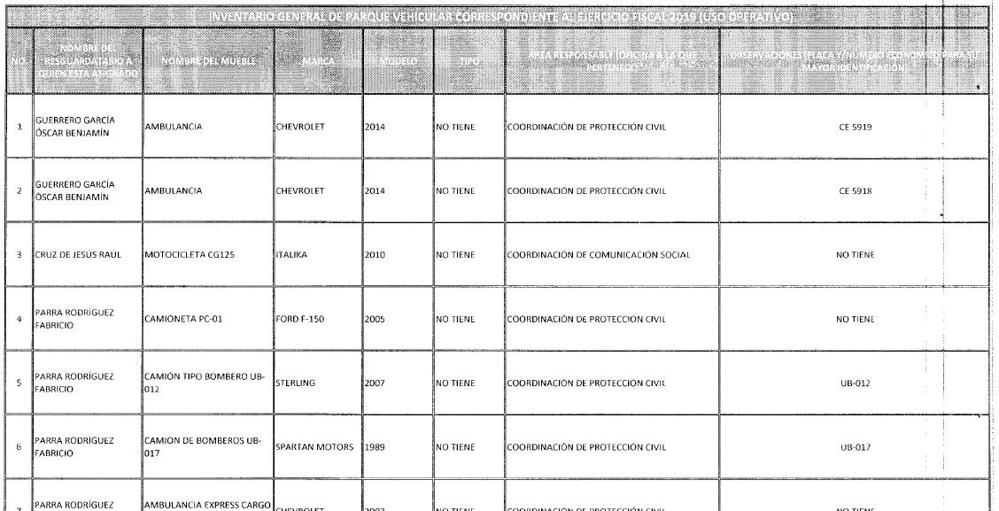 INVENTARIO GENERAL DE PARQUE VEHICULAR CORRESPONDIENTE AL EJERCICIO FISCAL 2019 (USO OPERATIVO)
NO
NOMBRE DEL
RESGUARDATARIO A
QUIEN ESTA ASIGNADO
NOMBRE DEL MUEBLE
MARCA
MODELO
TIPO
ÁREA RESPONSABLE (OFICINA A LA QUE
PERTENECE)
OBSERVACIONES (PLACA Y/NUMERO ECONOMICO PARA SU
MAYOR IDENTIFICACIÓN)
1
GUERRERO GARCÍA
ÓSCAR BENJAMÍN
AMBULANCIA
CHEVROLET
2014
NO TIENE
COORDINACIÓN DE PROTECCIÓN CIVIL
CE 5919
2
GUERRERO GARCÍA
ÓSCAR BENJAMÍN
AMBULANCIA
CHEVROLET
2014
NO TIENE
COORDINACIÓN DE PROTECCIÓN CIVIL
CE 5918
3
CRUZ DE JESÚS RAÚL
MOTOCICLETA CG125
ITALIKA
2010
NO TIENE
COORDINACIÓN DE COMUNICACIÓN SOCIAL
NO TIENE
4
PARRA RODRÍGUEZ
FABRICIO
CAMIONETA PC-01
FORD F-150
2005
NO TIENE
COORDINACIÓN DE PROTECCIÓN CIVIL
NO TIENE
5
PARRA RODRÍGUEZ
FABRICIO
CAMIÓN TIPO BOMBERO UB-
012
STERLING
2007
NO TIENE
COORDINACIÓN DE PROTECCIÓN CIVIL
UB-012
6
PARRA RODRÍGUEZ
FABRICIO
CAMION DE BOMBEROS UB-
017
SPARTAN MOTORS
1989
NO TIENE
COORDINACIÓN DE PROTECCIÓN CIVIL
UB-017
7
PARRA RODRÍGUEZ
AMBULANCIA EXPRESS CARGO
CHEVROLET
2007
NO TIENE
COORDINACIÓN DE PROTECCIÓN CIVIL
NO TIENE